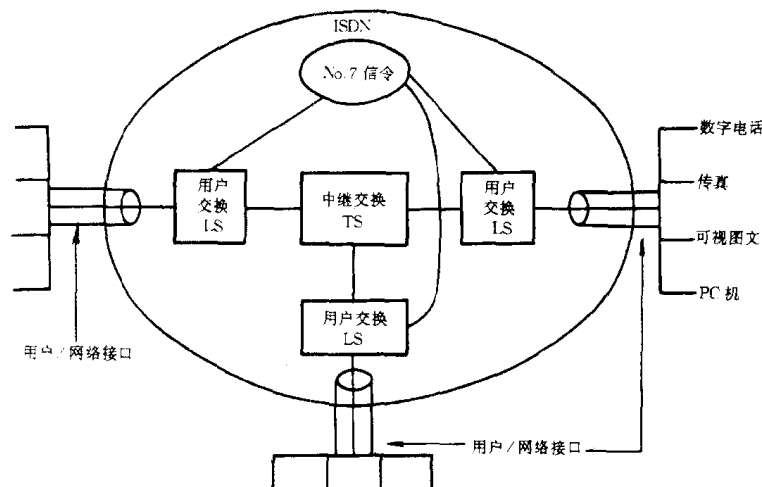 ISDN
No.7 信令
用户
交换
LS
中继交换
TS
用户
交换
LS
用户交换
LS
数字电话
传真
可视图文
PC 机
用户/网络接口
用户/网络接口